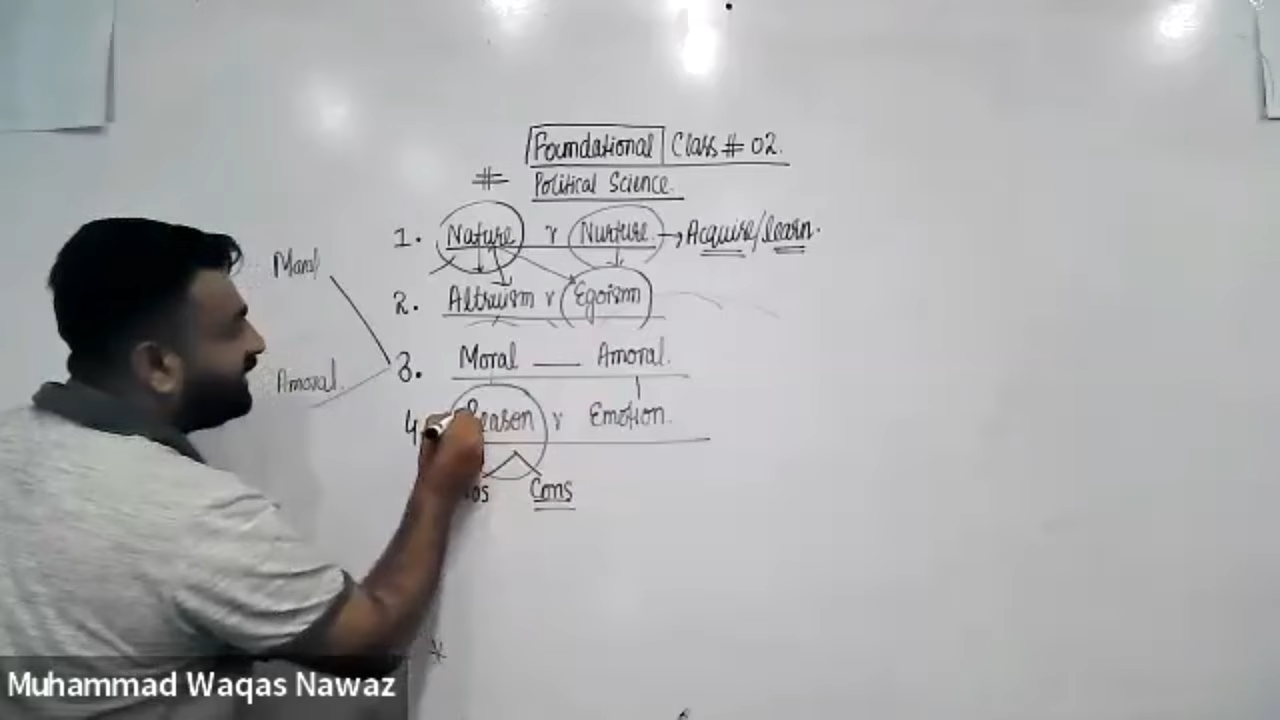 Foundational Class # 02.
# Political Science.
1. Nature v Nurture. → Acquire/learn.
2. Altruism v Egoism
Moral
3. Moral — Amoral.
Amoral.
4. Reason v Emotion.
Cons
*
Muhammad Waqas Nawaz